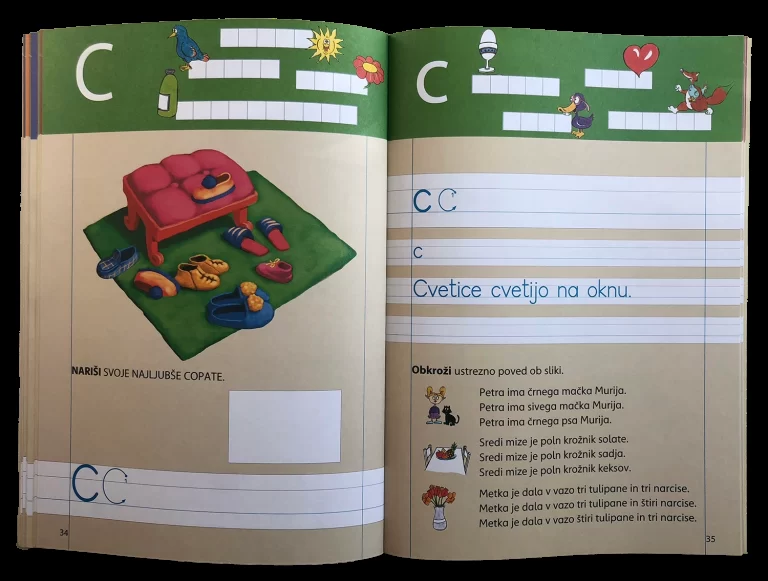 C
NARIŠI SVOJE NAJLJUBŠE COPATE.
C C
34
C
C C
c
Cvetice cvetijo na oknu.
Obkroži ustrezno poved ob sliki.
Petra ima črnega mačka Murija.
Petra ima sivega mačka Murija.
Petra ima črnega psa Murija.
Sredi mize je poln krožnik solate.
Sredi mize je poln krožnik sadja.
Sredi mize je poln krožnik keksov.
Metka je dala v vazo tri tulipane in tri narcise.
Metka je dala v vazo tri tulipane in štiri narcise.
Metka je dala v vazo štiri tulipane in tri narcise.
35